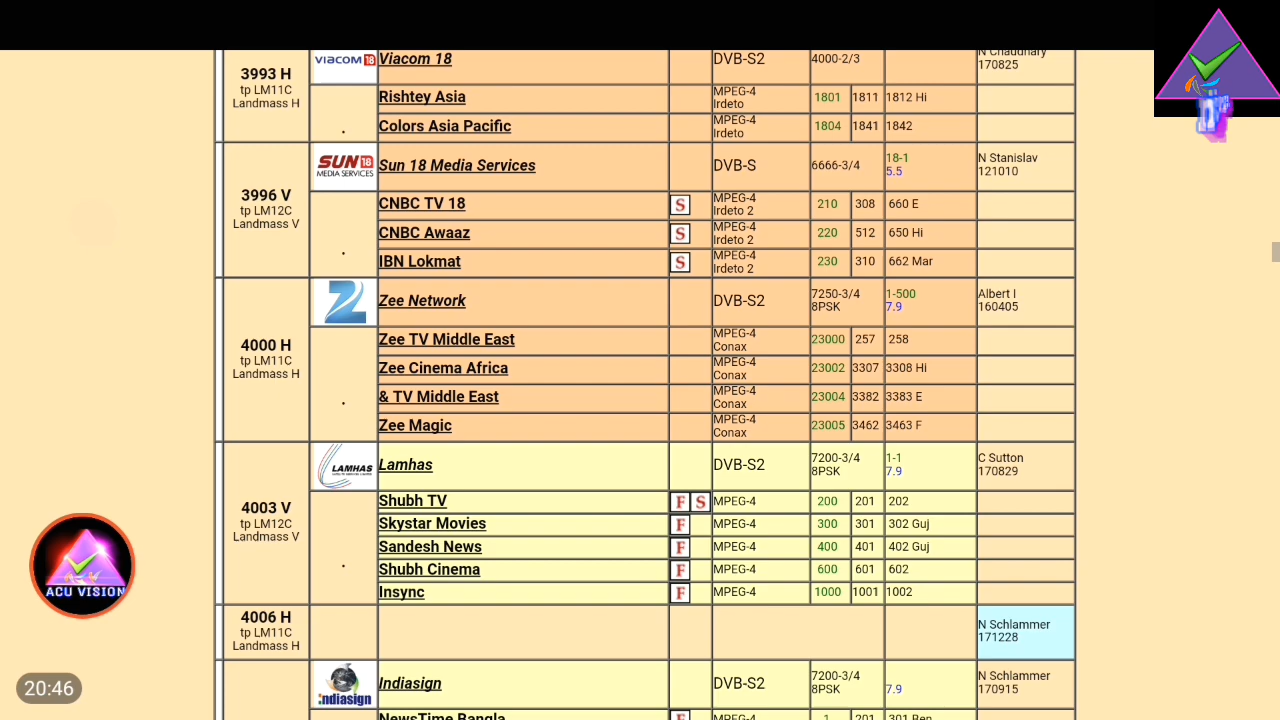 3993 H
tp LM11C
Landmass H
VIACOM 18
Viacom 18
DVB-S2
4000-2/3
N Chaudhary
170825
Rishtey Asia
MPEG-4
Irdeto
1801
1811
1812 Hi
.
Colors Asia Pacific
MPEG-4
Irdeto
1804
1841
1842
3996 V
tp LM12C
Landmass V
SUN 18
MEDIA SERVICES
Sun 18 Media Services
DVB-S
6666-3/4
18-1
5.5
N Stanislav
121010
CNBC TV 18
S
MPEG-4
Irdeto 2
210
308
660 E
CNBC Awaaz
S
MPEG-4
Irdeto 2
220
512
650 Hi
.
IBN Lokmat
S
MPEG-4
Irdeto 2
230
310
662 Mar
4000 H
tp LM11C
Landmass H
Z
Zee Network
DVB-S2
7250-3/4
8PSK
1-500
7.9
Albert I
160405
Zee TV Middle East
MPEG-4
Conax
23000
257
258
Zee Cinema Africa
MPEG-4
Conax
23002
3307
3308 Hi
& TV Middle East
MPEG-4
Conax
23004
3382
3383 E
.
Zee Magic
MPEG-4
Conax
23005
3462
3463 F
4003 V
tp LM12C
Landmass V
LAMHAS
Lamhas
DVB-S2
7200-3/4
8PSK
1-1
7.9
C Sutton
170829
Shubh TV
F S
MPEG-4
200
201
202
Skystar Movies
F
MPEG-4
300
301
302 Guj
Sandesh News
F
MPEG-4
400
401
402 Guj
.
Shubh Cinema
F
MPEG-4
600
601
602
Insync
F
MPEG-4
1000
1001
1002
4006 H
tp LM11C
Landmass H
N Schlammer
171228
indiasign
Indiasign
DVB-S2
7200-3/4
8PSK
7.9
N Schlammer
170915
NewsTime Bangla
F
MPEG-4
1
201
301 Ben
ACU VISION
20:46